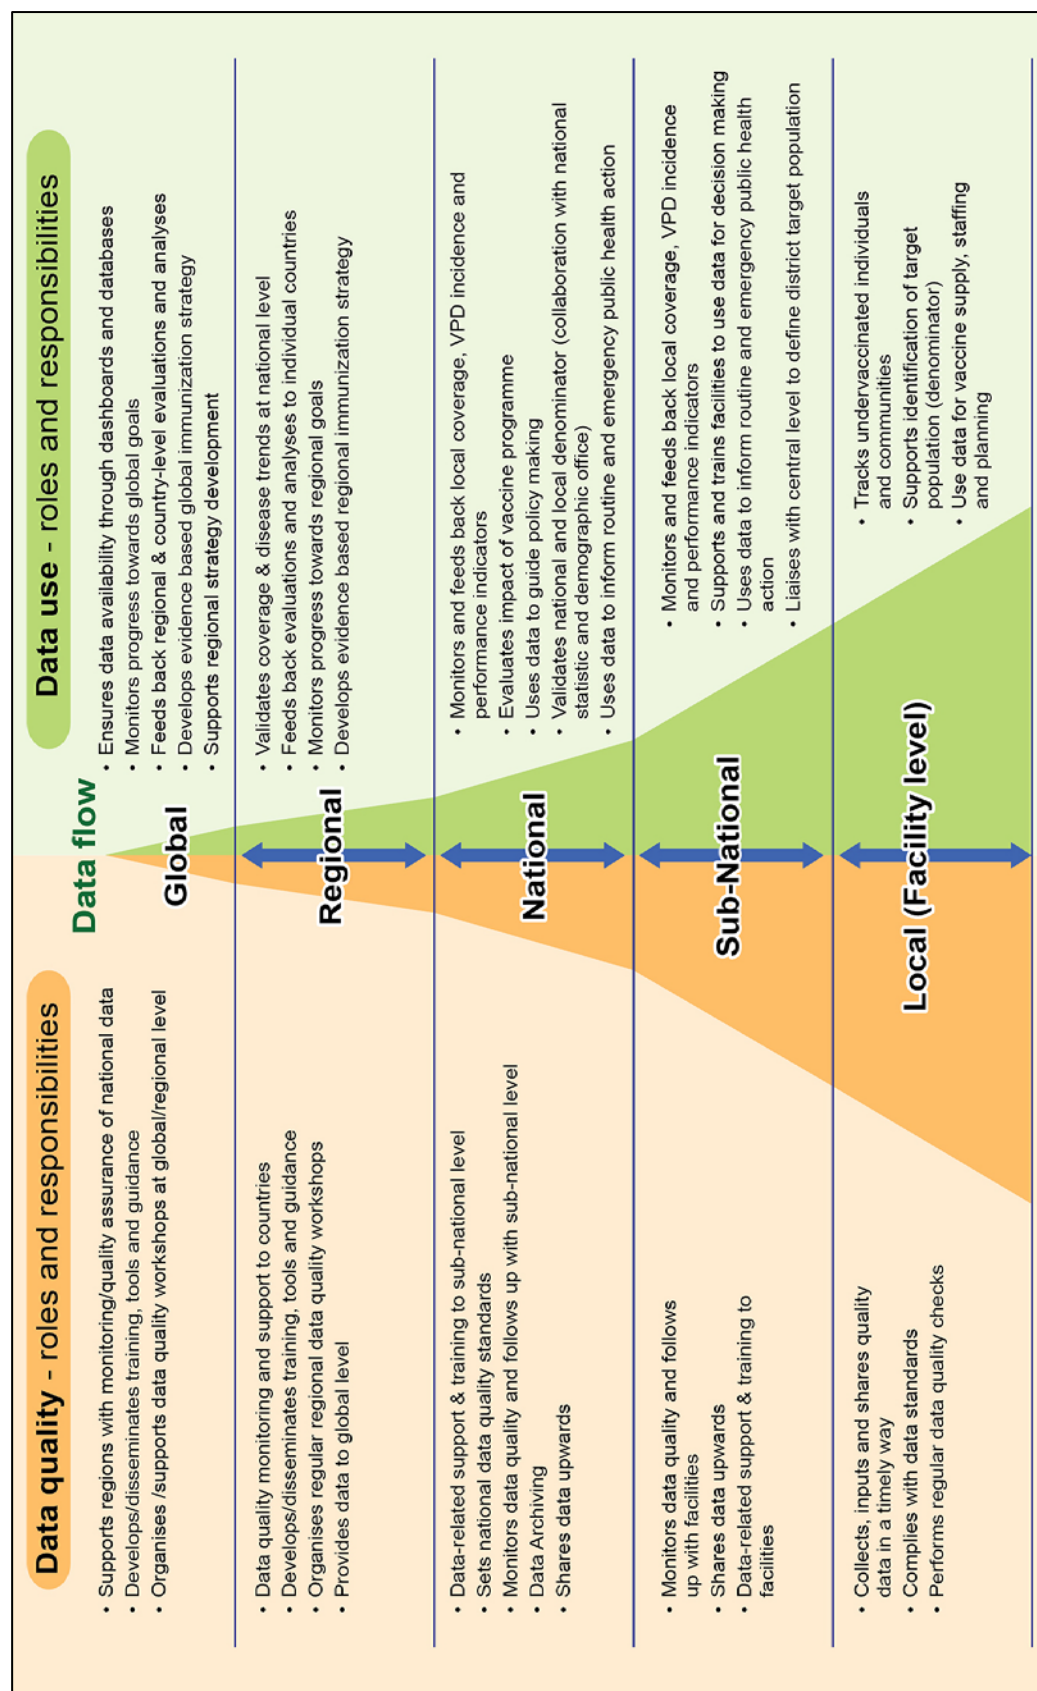 Data quality - roles and responsibilities
Data flow
Data use - roles and responsibilities
• Supports regions with monitoring/quality assurance of national data
• Develops/disseminates training, tools and guidance
• Organises /supports data quality workshops at global/regional level
Global
• Ensures data availability through dashboards and databases
• Monitors progress towards global goals
• Feeds back regional & country-level evaluations and analyses
• Develops evidence based global immunization strategy
• Supports regional strategy development
• Data quality monitoring and support to countries
• Develops/disseminates training, tools and guidance
• Organises regular regional data quality workshops
• Provides data to global level
Regional
• Validates coverage & disease trends at national level
• Feeds back evaluations and analyses to individual countries
• Monitors progress towards regional goals
• Develops evidence based regional immunization strategy
• Data-related support & training to sub-national level
• Sets national data quality standards
• Monitors data quality and follows up with sub-national level
• Data Archiving
• Shares data upwards
National
• Monitors and feeds back local coverage, VPD incidence and
performance indicators
• Evaluates impact of vaccine programme
• Uses data to guide policy making
• Validates national and local denominator (collaboration with national
statistic and demographic office)
• Uses data to inform routine and emergency public health action
• Monitors data quality and follows
up with facilities
• Shares data upwards
• Data-related support & training to
facilities
Sub-National
• Monitors and feeds back local coverage, VPD incidence
and performance indicators
• Supports and trains facilities to use data for decision making
• Uses data to inform routine and emergency public health
action
• Liaises with central level to define district target population
• Collects, inputs and shares quality
data in a timely way
• Complies with data standards
• Performs regular data quality checks
Local (Facility level)
• Tracks undervaccinated individuals
and communities
• Supports identification of target
population (denominator)
• Use data for vaccine supply, staffing
and planning